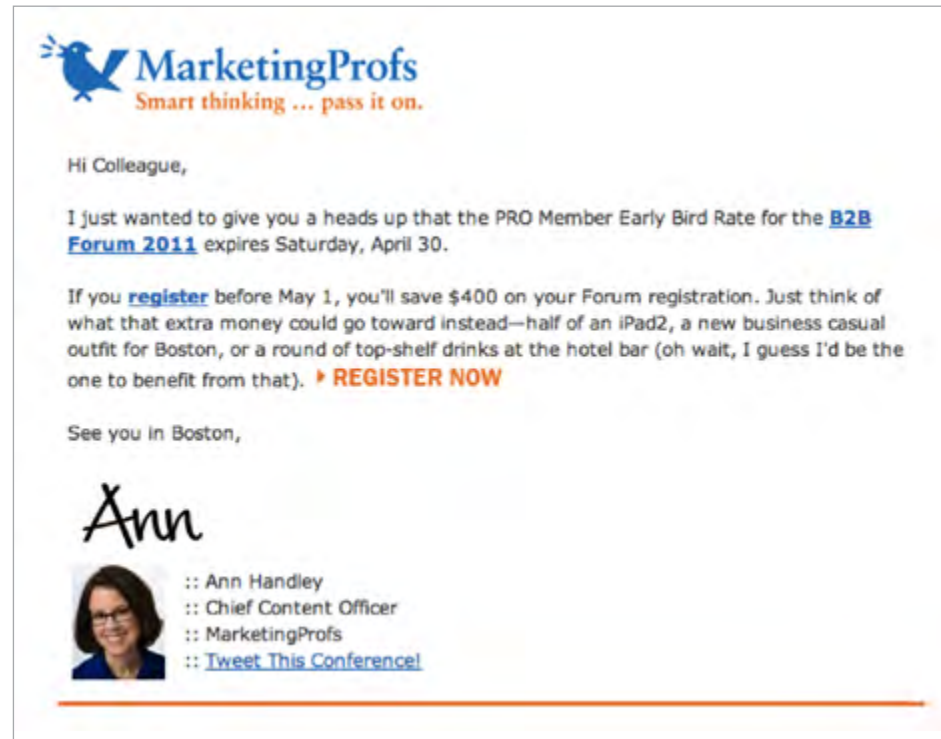 MarketingProfs
Smart thinking ... pass it on.
Hi Colleague,
I just wanted to give you a heads up that the PRO Member Early Bird Rate for the B2B
Forum 2011 expires Saturday, April 30.
If you register before May 1, you'll save $400 on your Forum registration. Just think of
what that extra money could go toward instead—half of an iPad2, a new business casual
outfit for Boston, or a round of top-shelf drinks at the hotel bar (oh wait, I guess I'd be the
one to benefit from that). REGISTER NOW
See you in Boston,
Ann
:: Ann Handley
:: Chief Content Officer
:: MarketingProfs
:: Tweet This Conference!